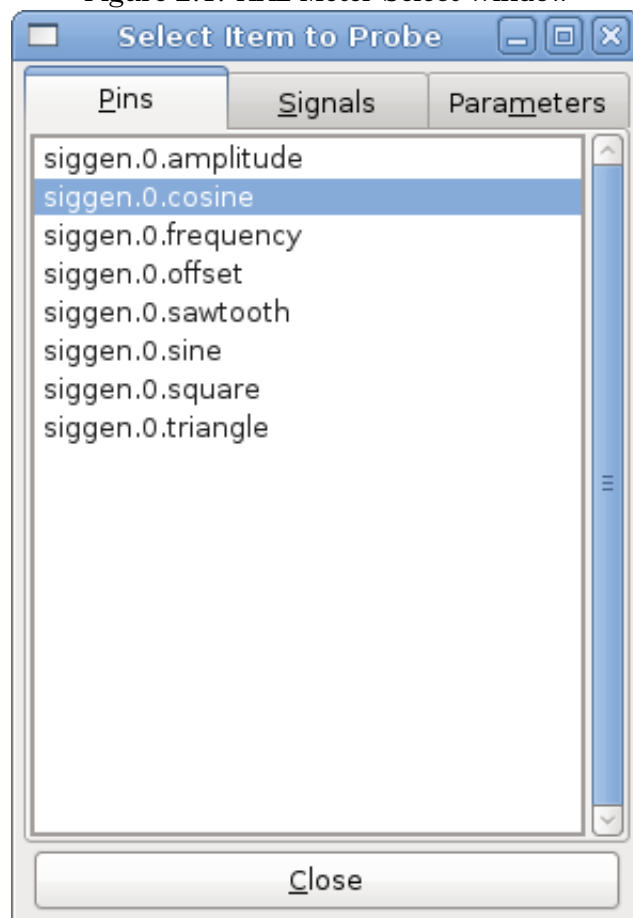 Select Item to Probe
Pins Signals Parameters
siggen.0.amplitude
siggen.0.cosine
siggen.0.frequency
siggen.0.offset
siggen.0.sawtooth
siggen.0.sine
siggen.0.square
siggen.0.triangle
Close